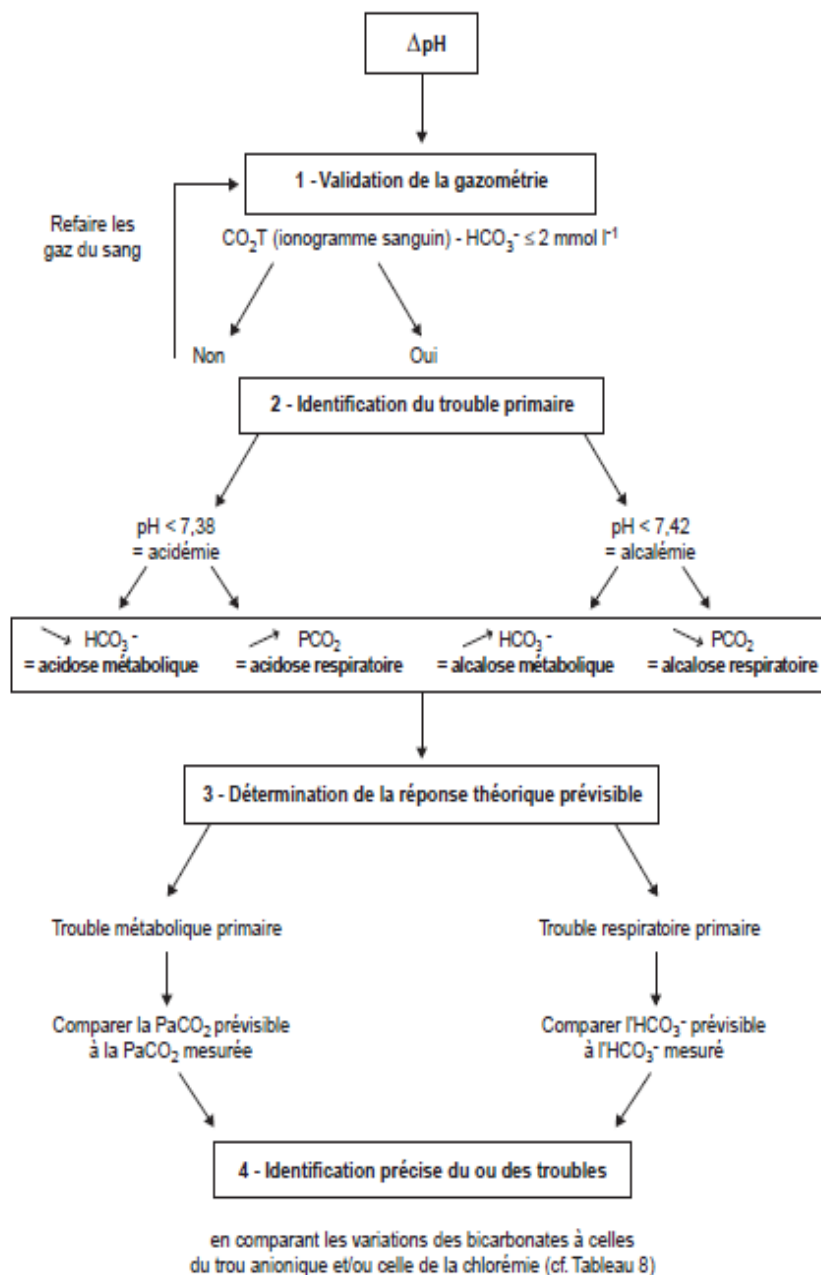 ΔpH
1 - Validation de la gazométrie
Refaire les
gaz du sang
CO₂T (ionogramme sanguin) - HCO₃⁻ ≤ 2 mmol l⁻¹
Non
Oui
2 - Identification du trouble primaire
pH < 7,38
= acidémie
pH < 7,42
= alcalémie
HCO₃⁻
= acidose métabolique
PCO₂
= acidose respiratoire
HCO₃⁻
= alcalose métabolique
PCO₂
= alcalose respiratoire
3 - Détermination de la réponse théorique prévisible
Trouble métabolique primaire
Trouble respiratoire primaire
Comparer la PaCO₂ prévisible
à la PaCO₂ mesurée
Comparer l'HCO₃⁻ prévisible
à l'HCO₃⁻ mesuré
4 - Identification précise du ou des troubles
en comparant les variations des bicarbonates à celles
du trou anionique et/ou celle de la chlorémie (cf. Tableau 8)